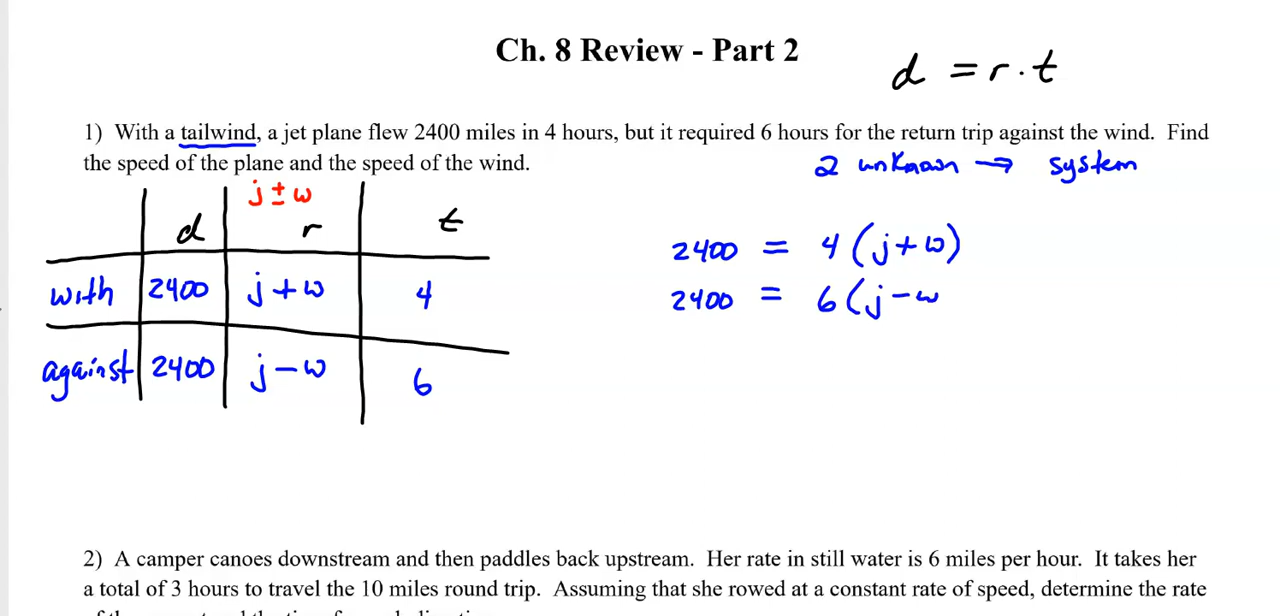 Ch. 8 Review - Part 2
d = r · t
1) With a tailwind, a jet plane flew 2400 miles in 4 hours, but it required 6 hours for the return trip against the wind. Find
the speed of the plane and the speed of the wind.
2 unknown → system
j ± w
d r t
with 2400 j + w 4
against 2400 j - w 6
2400 = 4 (j + w)
2400 = 6 (j - w
2) A camper canoes downstream and then paddles back upstream. Her rate in still water is 6 miles per hour. It takes her
a total of 3 hours to travel the 10 miles round trip. Assuming that she rowed at a constant rate of speed, determine the rate